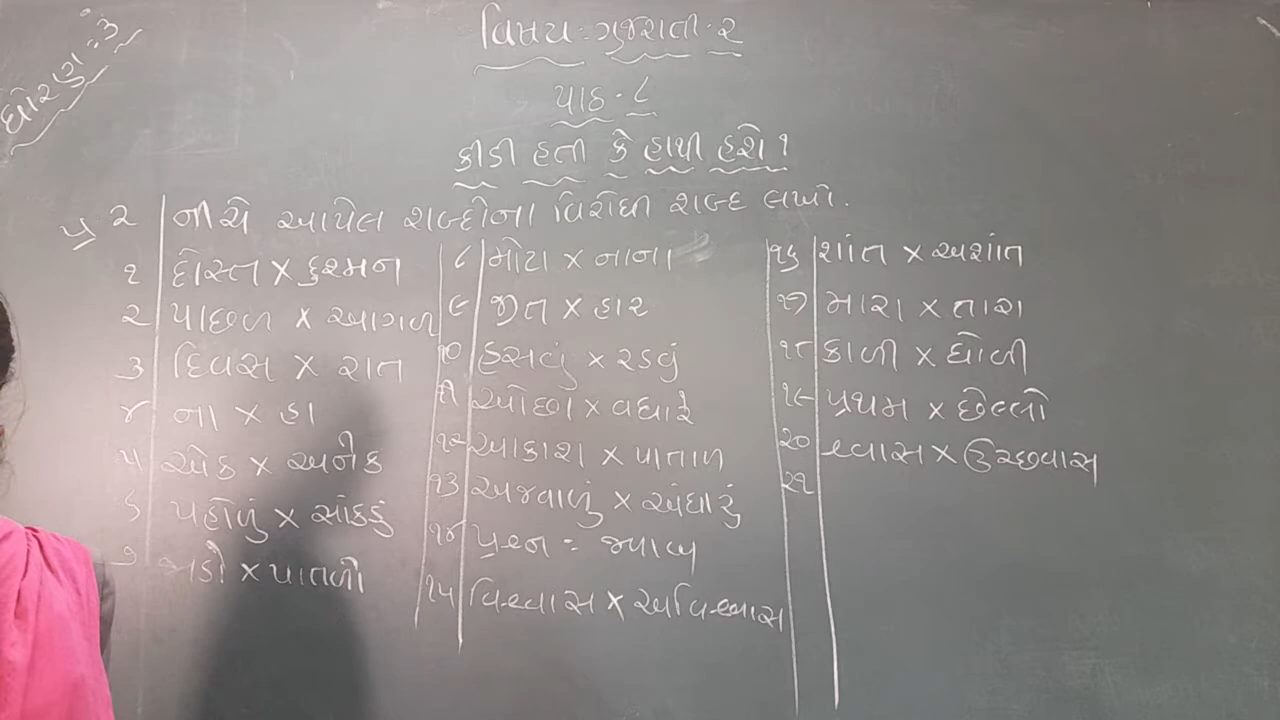 ધોરણ : ૩
વિષય : ગુજરાતી - ૨
પાઠ - ૮
કીડી હતી કે હાથી હશે ?
પ્ર ૨ નીચે આપેલ શબ્દોના વિરોધી શબ્દ લખો.
૧ દોસ્ત × દુશ્મન
૨ પાછળ × આગળ
૩ દિવસ × રાત
૪ ના × હા
૫ એક × અનેક
૬ પહોળું × સાંકડું
૭ જાડો × પાતળો
૮ મોટા × નાના
૯ જીત × હાર
૧૦ હસવું × રડવું
૧૧ ઓછા × વધારે
૧૨ આકાશ × પાતાળ
૧૩ અજવાળું × અંધારું
૧૪ પ્રશ્ન = જવાબ
૧૫ વિશ્વાસ × અવિશ્વાસ
૧૬ શાંત × અશાંત
૧૭ મારા × તારા
૧૮ કાળી × ધોળી
૧૯ પ્રથમ × છેલ્લો
૨૦ શ્વાસ × ઉચ્છવાસ
૨૧